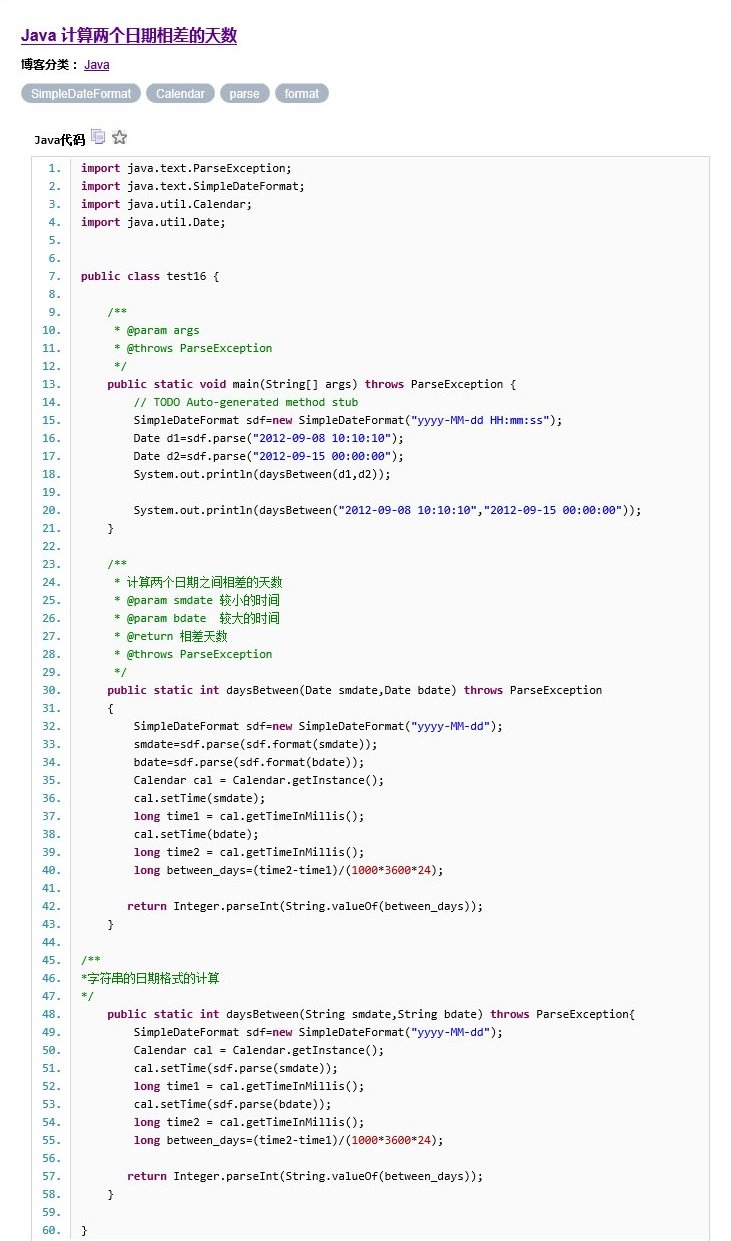 Java 计算两个日期相差的天数
博客分类： Java
SimpleDateFormat Calendar parse format
Java代码
1. import java.text.ParseException;
2. import java.text.SimpleDateFormat;
3. import java.util.Calendar;
4. import java.util.Date;
5.
6.
7. public class test16 {
8.
9.     /**
10.      * @param args
11.      * @throws ParseException
12.      */
13.     public static void main(String[] args) throws ParseException {
14.         // TODO Auto-generated method stub
15.         SimpleDateFormat sdf=new SimpleDateFormat("yyyy-MM-dd HH:mm:ss");
16.         Date d1=sdf.parse("2012-09-08 10:10:10");
17.         Date d2=sdf.parse("2012-09-15 00:00:00");
18.         System.out.println(daysBetween(d1,d2));
19.
20.         System.out.println(daysBetween("2012-09-08 10:10:10","2012-09-15 00:00:00"));
21.     }
22.
23.     /**
24.      * 计算两个日期之间相差的天数
25.      * @param smdate 较小的时间
26.      * @param bdate  较大的时间
27.      * @return 相差天数
28.      * @throws ParseException
29.      */
30.     public static int daysBetween(Date smdate,Date bdate) throws ParseException
31.     {
32.         SimpleDateFormat sdf=new SimpleDateFormat("yyyy-MM-dd");
33.         smdate=sdf.parse(sdf.format(smdate));
34.         bdate=sdf.parse(sdf.format(bdate));
35.         Calendar cal = Calendar.getInstance();
36.         cal.setTime(smdate);
37.         long time1 = cal.getTimeInMillis();
38.         cal.setTime(bdate);
39.         long time2 = cal.getTimeInMillis();
40.         long between_days=(time2-time1)/(1000*3600*24);
41.
42.        return Integer.parseInt(String.valueOf(between_days));
43.     }
44.
45. /**
46. *字符串的日期格式的计算
47. */
48.     public static int daysBetween(String smdate,String bdate) throws ParseException{
49.         SimpleDateFormat sdf=new SimpleDateFormat("yyyy-MM-dd");
50.         Calendar cal = Calendar.getInstance();
51.         cal.setTime(sdf.parse(smdate));
52.         long time1 = cal.getTimeInMillis();
53.         cal.setTime(sdf.parse(bdate));
54.         long time2 = cal.getTimeInMillis();
55.         long between_days=(time2-time1)/(1000*3600*24);
56.
57.        return Integer.parseInt(String.valueOf(between_days));
58.     }
59.
60. }